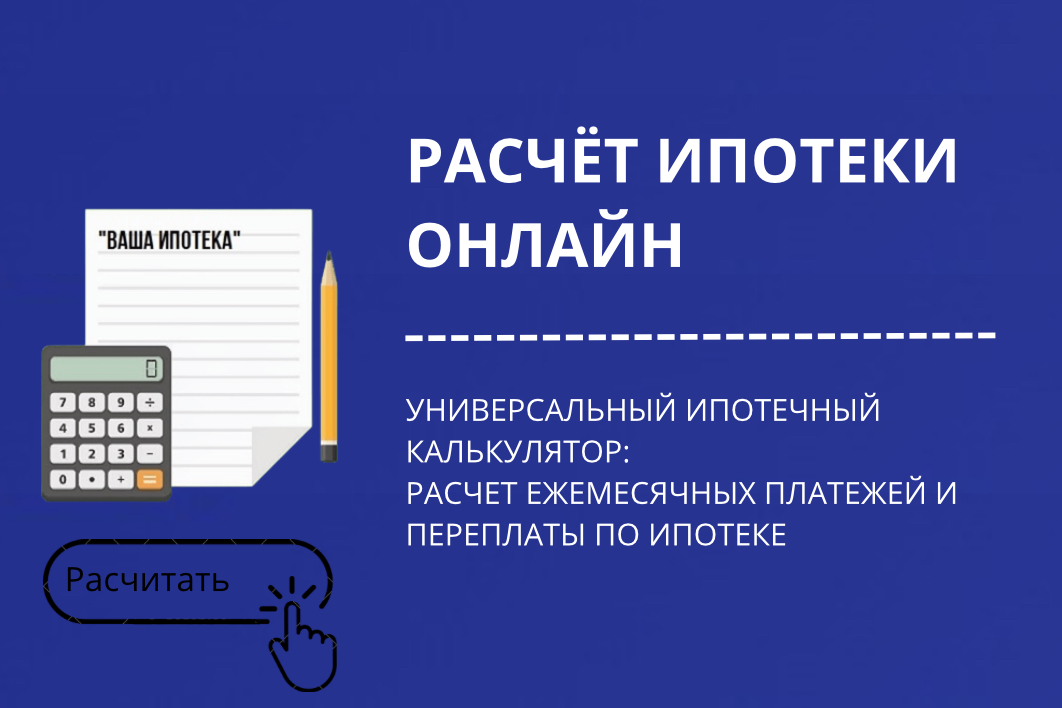 РАСЧЁТ ИПОТЕКИ
ОНЛАЙН
УНИВЕРСАЛЬНЫЙ ИПОТЕЧНЫЙ
КАЛЬКУЛЯТОР:
РАСЧЕТ ЕЖЕМЕСЯЧНЫХ ПЛАТЕЖЕЙ И
ПЕРЕПЛАТЫ ПО ИПОТЕКЕ
"ВАША ИПОТЕКА"
0
7 8 9 ÷
4 5 6 x
1 2 3 −
0 • + =
Расчитать